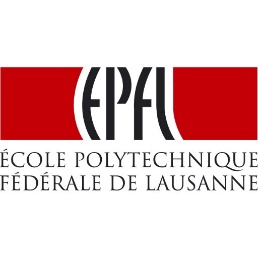 EPFL
ÉCOLE POLYTECHNIQUE
FÉDÉRALE DE LAUSANNE